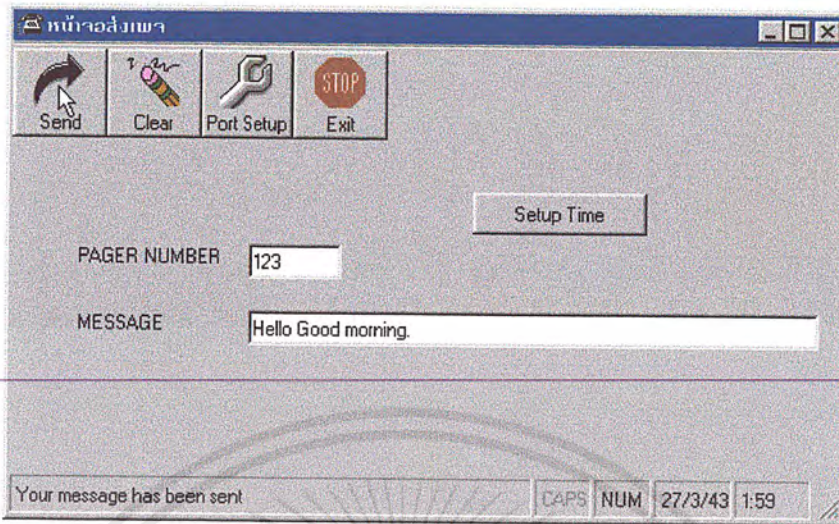 หน้าจอส่งเพจ
Send
Clear
Port Setup
STOP
Exit
Setup Time
PAGER NUMBER
123
MESSAGE
Hello Good morning.
Your message has been sent
CAPS
NUM
27/3/43
1:59